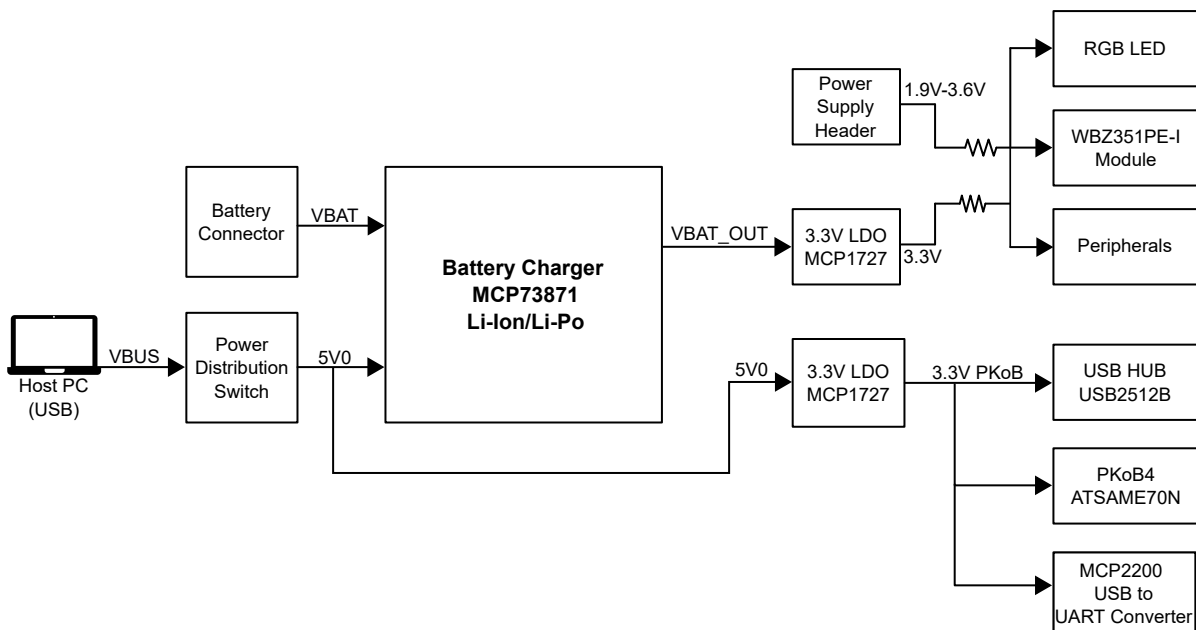 RGB LED
Power
Supply
Header
1.9V-3.6V
WBZ351PE-I
Module
Battery
Connector
VBAT
Battery Charger
MCP73871
Li-Ion/Li-Po
VBAT_OUT
3.3V LDO
MCP1727
3.3V
Peripherals
Host PC
(USB)
VBUS
Power
Distribution
Switch
5V0
5V0
3.3V LDO
MCP1727
3.3V PKoB
USB HUB
USB2512B
PKoB4
ATSAME70N
MCP2200
USB to
UART Converter